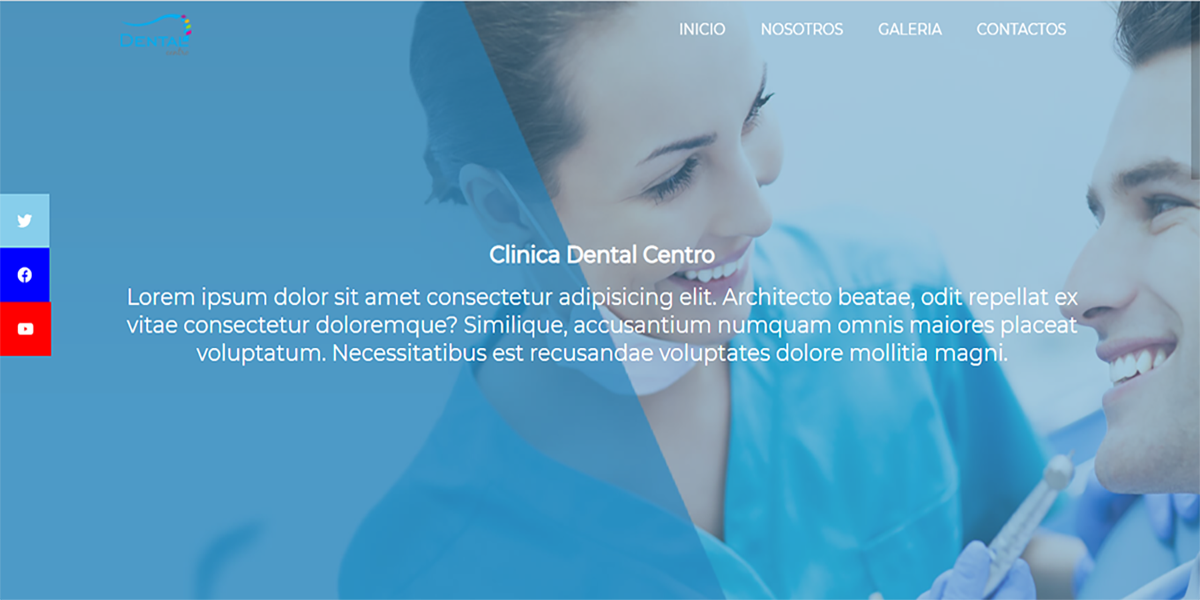 DENTAL
INICIO NOSOTROS GALERIA CONTACTOS
Clinica Dental Centro
Lorem ipsum dolor sit amet consectetur adipisicing elit. Architecto beatae, odit repellat ex
vitae consectetur doloremque? Similique, accusantium numquam omnis maiores placeat
voluptatum. Necessitatibus est recusandae voluptates dolore mollitia magni.